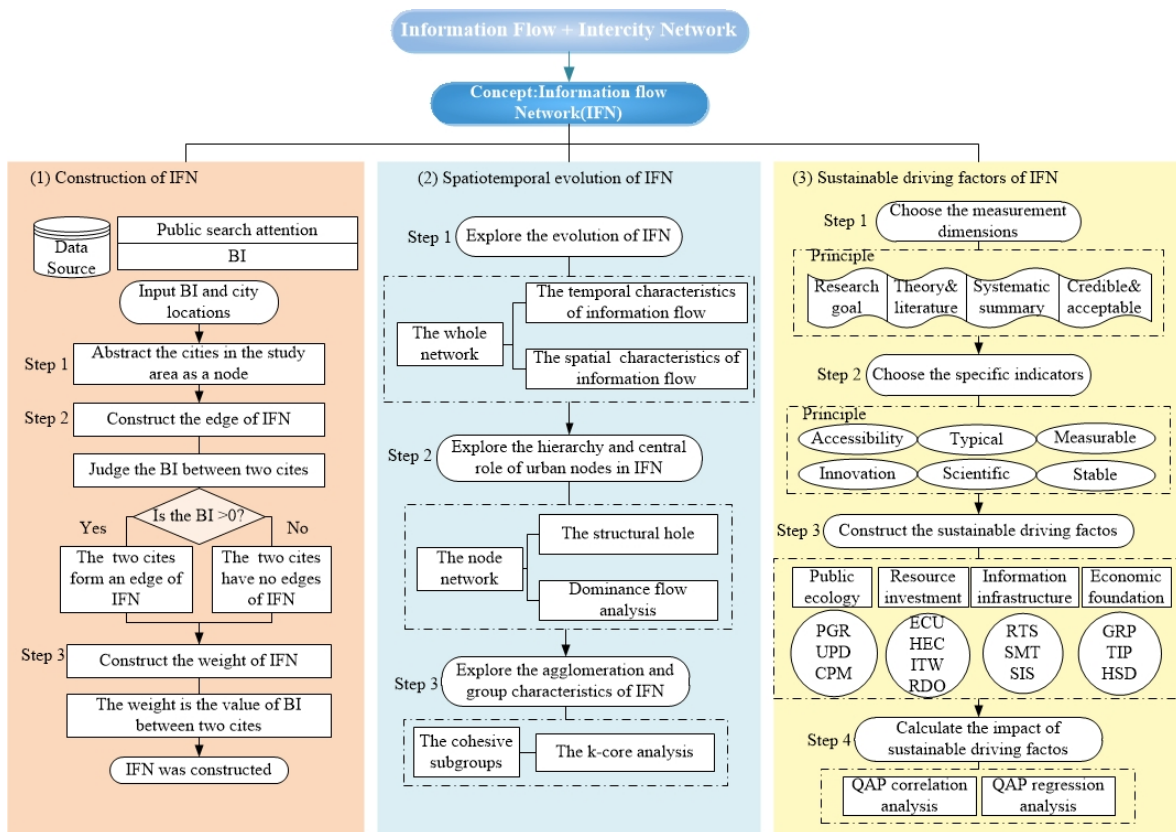 Information Flow + Intercity Network
Concept:Information flow
Network(IFN)
(1) Construction of IFN
Data
Source
Public search attention
BI
Input BI and city
locations
Step 1
Abstract the cities in the study
area as a node
Step 2
Construct the edge of IFN
Judge the BI between two cites
Is the BI >0?
Yes
No
The two cites
form an edge of
IFN
The two cites
have no edges
of IFN
Step 3
Construct the weight of IFN
The weight is the value of BI
between two cites
IFN was constructed
(2) Spatiotemporal evolution of IFN
Step 1
Explore the evolution of IFN
The whole
network
The temporal characteristics
of information flow
The spatial characteristics of
information flow
Step 2
Explore the hierarchy and central
role of urban nodes in IFN
The node
network
The structural hole
Dominance flow
analysis
Step 3
Explore the agglomeration and
group characteristics of IFN
The cohesive
subgroups
The k-core analysis
(3) Sustainable driving factors of IFN
Step 1
Choose the measurement
dimensions
Principle
Research
goal
Theory&
literature
Systematic
summary
Credible&
acceptable
Step 2
Choose the specific indicators
Principle
Accessibility
Typical
Measurable
Innovation
Scientific
Stable
Step 3
Construct the sustainable driving factos
Public
ecology
Resource
investment
Information
infrastructure
Economic
foundation
PGR
UPD
CPM
ECU
HEC
ITW
RDO
RTS
SMT
SIS
GRP
TIP
HSD
Step 4
Calculate the impact of
sustainable driving factos
QAP correlation
analysis
QAP regression
analysis